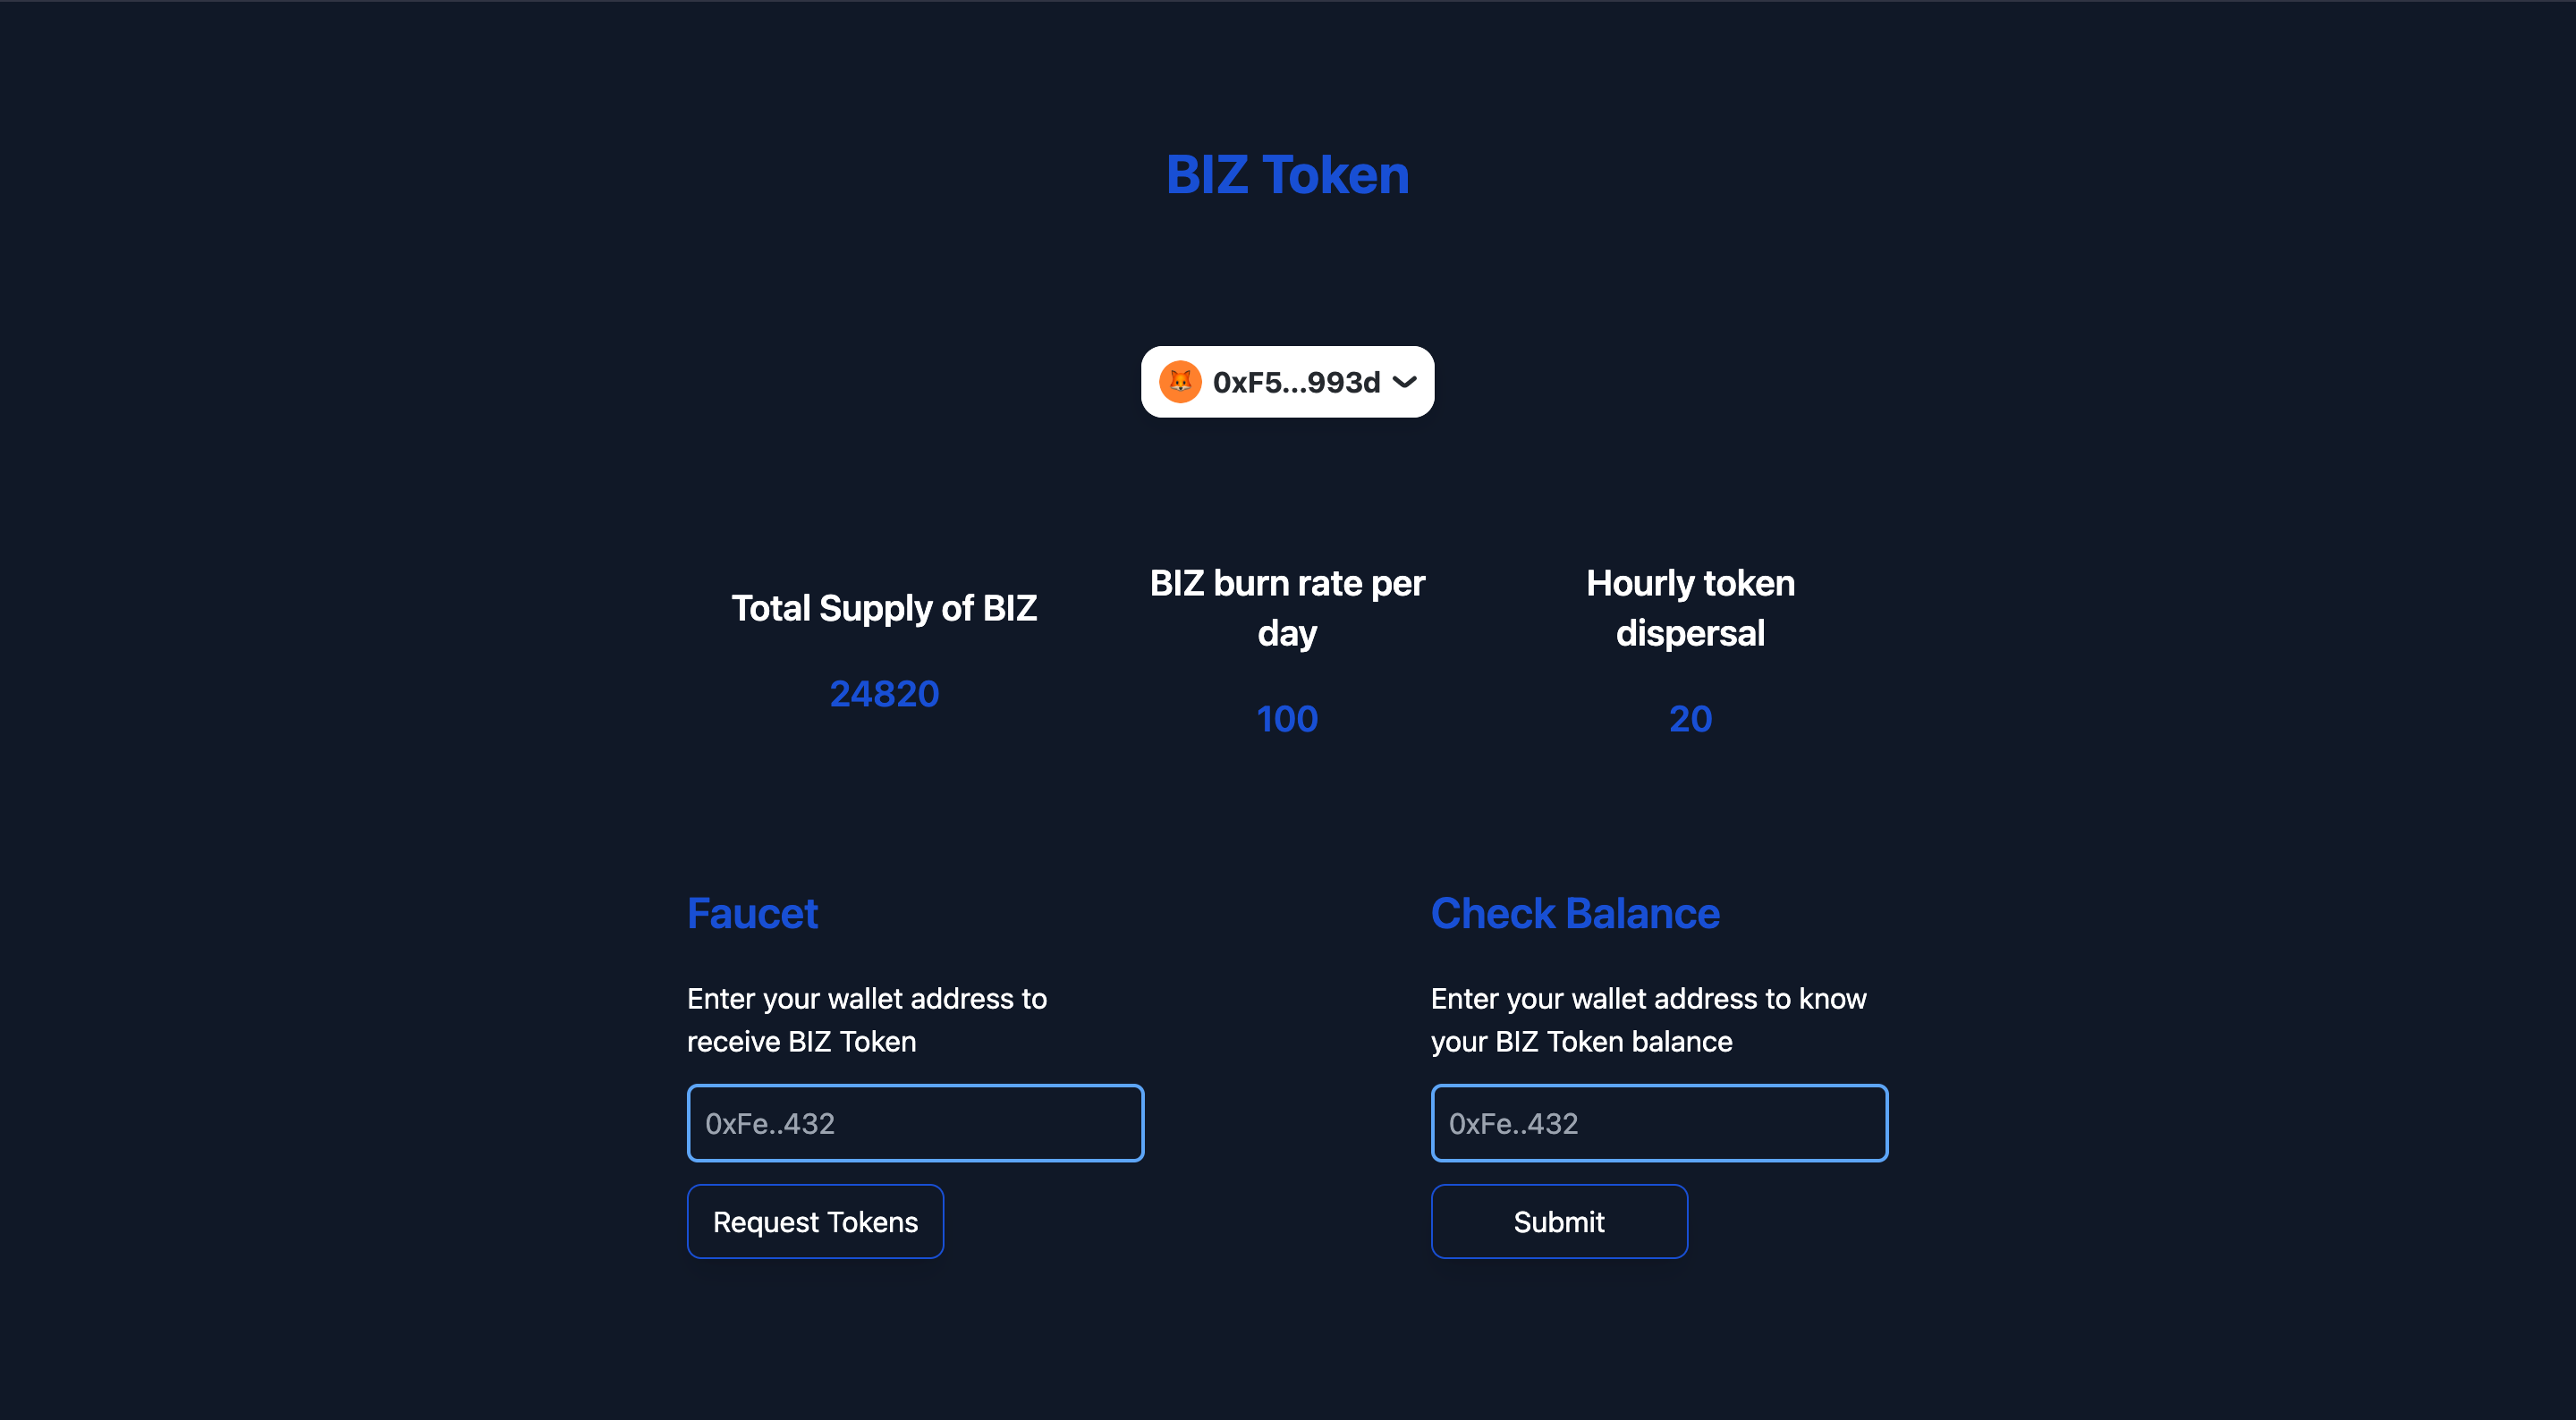 BIZ Token
0xF5...993d
Total Supply of BIZ
24820
BIZ burn rate per
day
100
Hourly token
dispersal
20
Faucet
Enter your wallet address to
receive BIZ Token
0xFe..432
Request Tokens
Check Balance
Enter your wallet address to know
your BIZ Token balance
0xFe..432
Submit